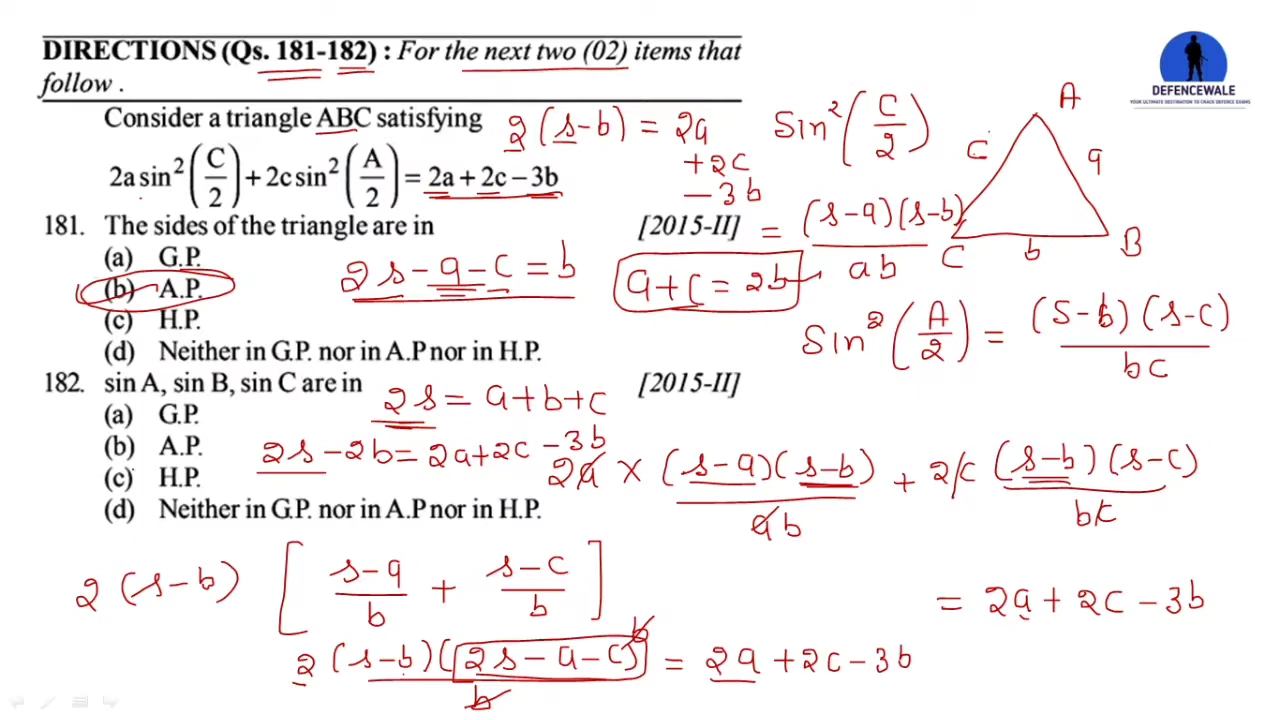 DIRECTIONS (Qs. 181-182) : For the next two (02) items that
follow .
DEFENCEWALE
YOUR ULTIMATE DESTINATION TO CRACK DEFENCE EXAMS
Consider a triangle ABC satisfying
2a sin²(C/2) + 2c sin²(A/2) = 2a + 2c − 3b
181. The sides of the triangle are in [2015-II]
(a) G.P.
(b) A.P.
(c) H.P.
(d) Neither in G.P. nor in A.P nor in H.P.
182. sin A, sin B, sin C are in [2015-II]
(a) G.P.
(b) A.P.
(c) H.P.
(d) Neither in G.P. nor in A.P nor in H.P.
2(s-b) = 2a
+2c
-3b
Sin²(C/2)
= (s-a)(s-b)/ab
A
C
a
C
b
B
2s-a-c = b
a+c = 2b
Sin²(A/2) = (s-b)(s-c)/bc
2s = a+b+c
2s-2b = 2a+2c-3b
2a × (s-a)(s-b)/ab + 2c (s-b)(s-c)/bc
= 2a + 2c - 3b
2(s-b) [ s-a/b + s-c/b ]
2(s-b)(2s-a-c)/b = 2a+2c-3b
b